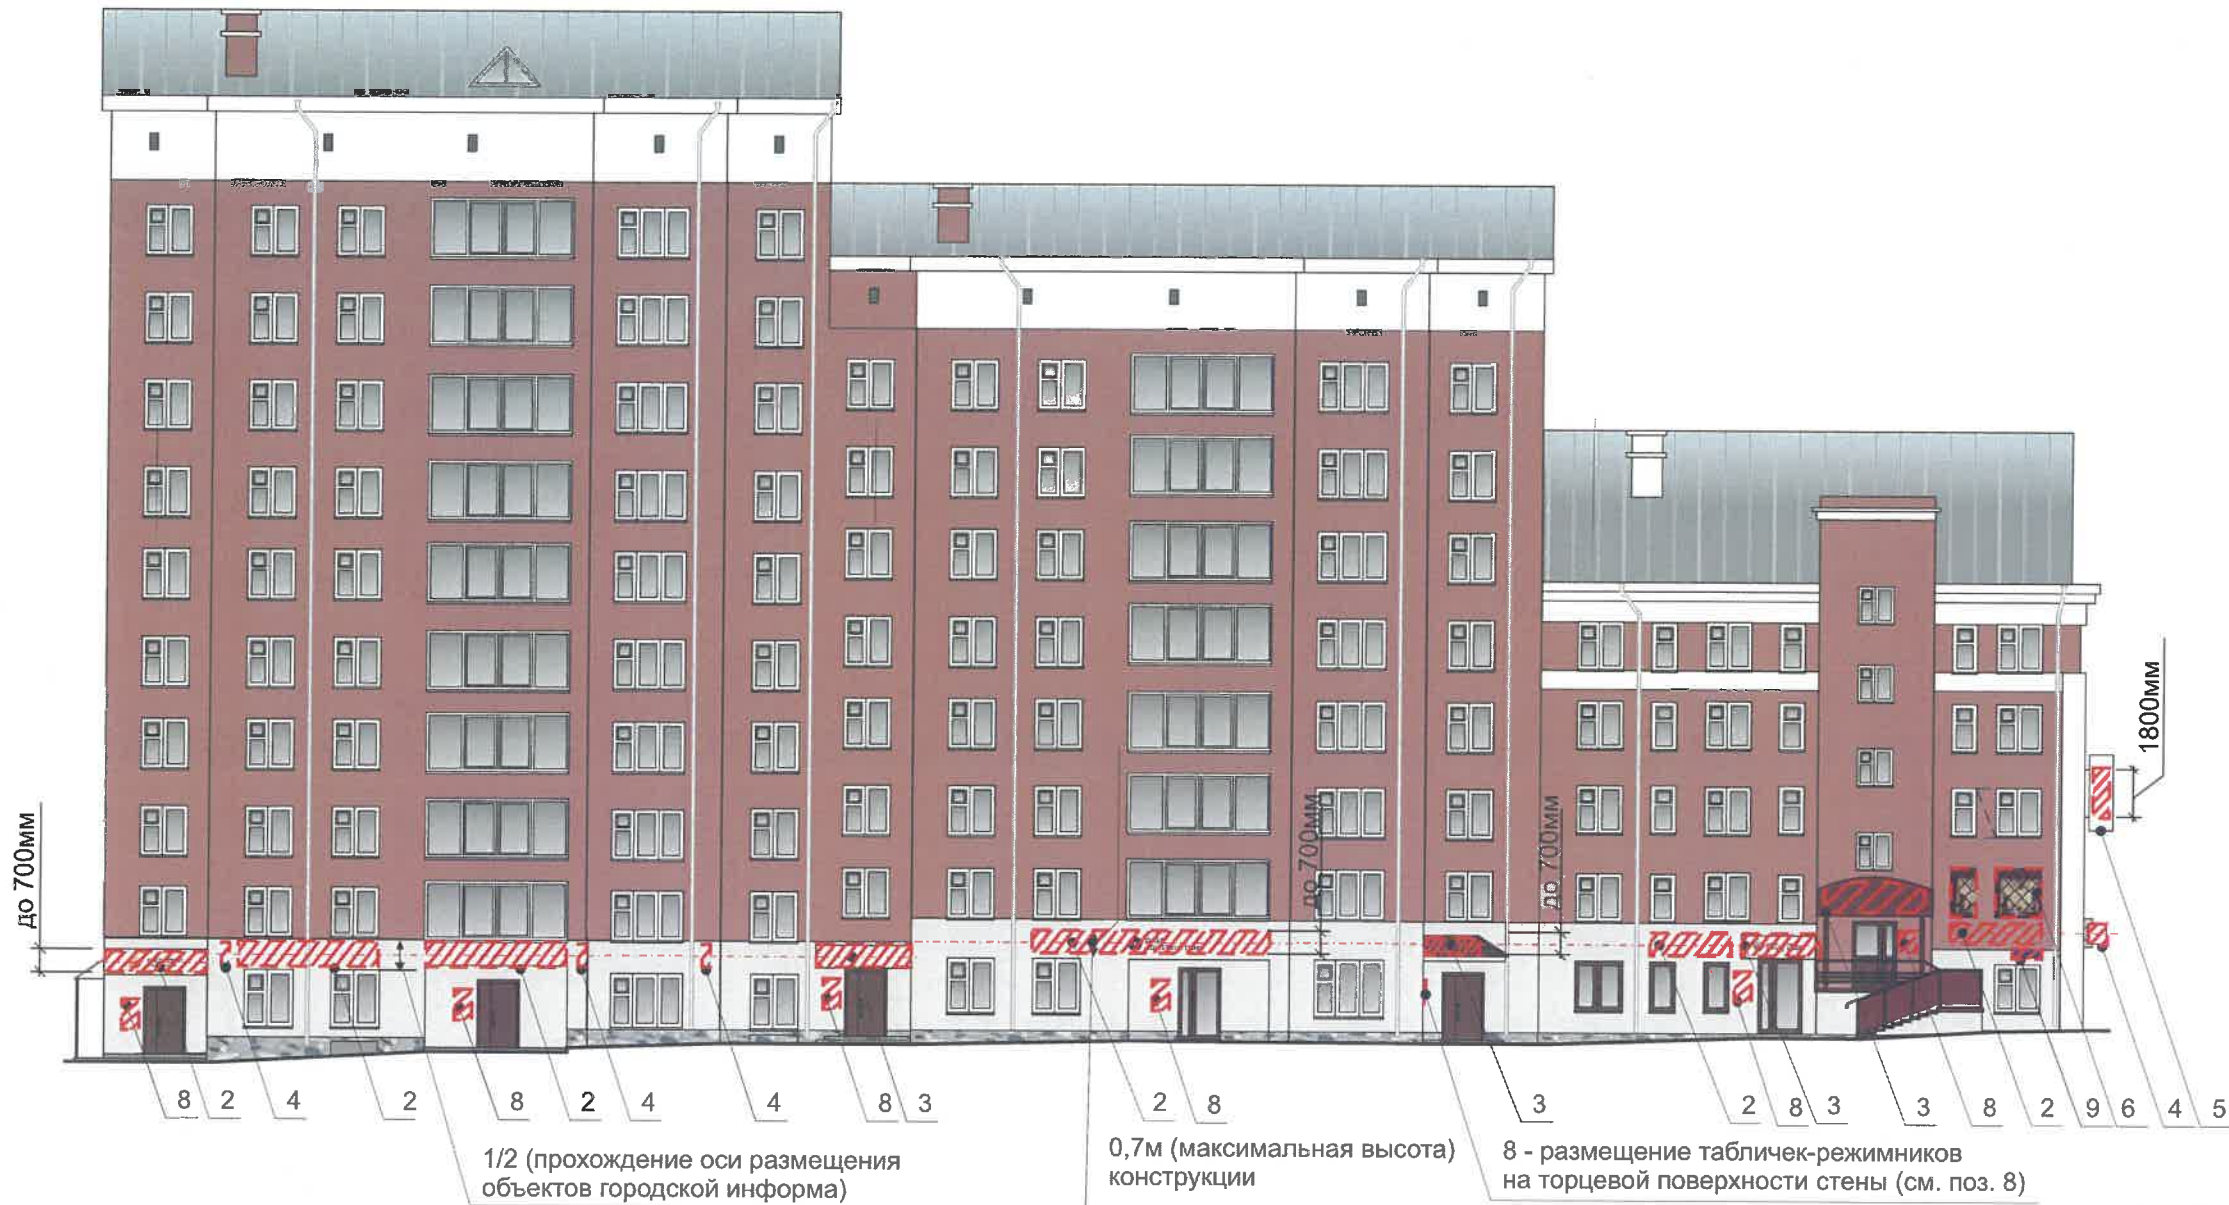 1800мм
до 700мм
до 700мм
до 700мм
8 2 4 2 8 2 4 4 8 3 2 8 3 2 8 3 3 8 2 9 6 4 5
1/2 (прохождение оси размещения
объектов городской информа)
0,7м (максимальная высота)
конструкции
8 - размещение табличек-режимников
на торцевой поверхности стены (см. поз. 8)